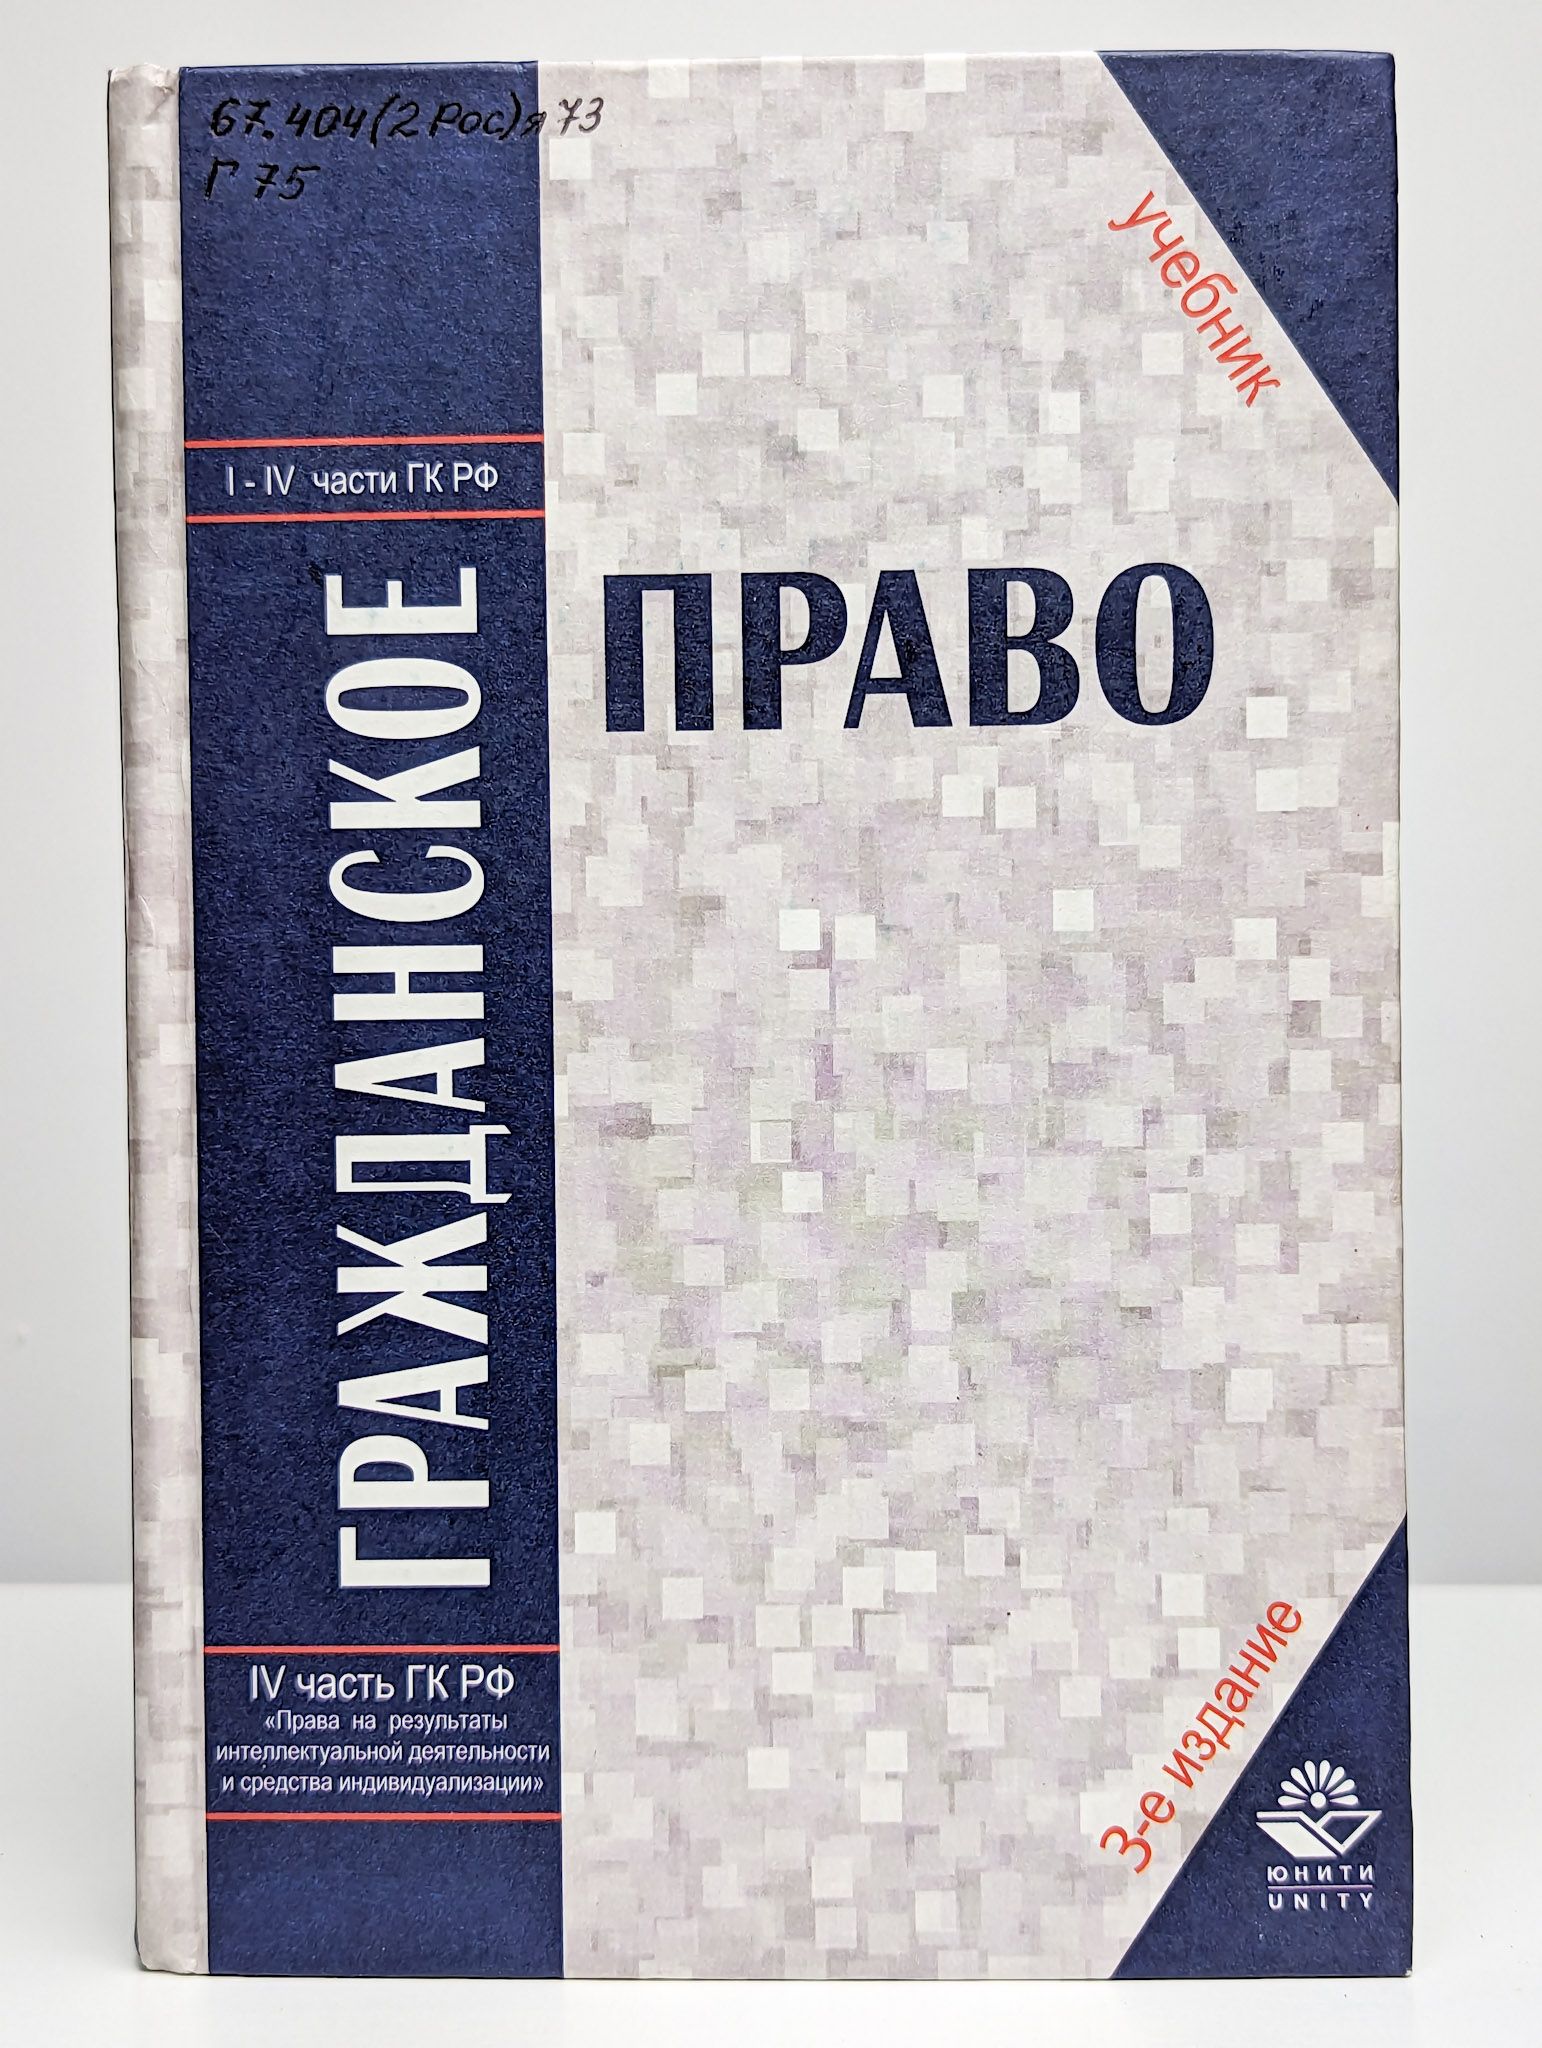 67.404(2Рос)я73
Г 75
учебник
I - IV части ГК РФ
ГРАЖДАНСКОЕ
ПРАВО
IV часть ГК РФ
«Права на результаты
интеллектуальной деятельности
и средства индивидуализации»
3-е издание
ЮНИТИ
UNITY